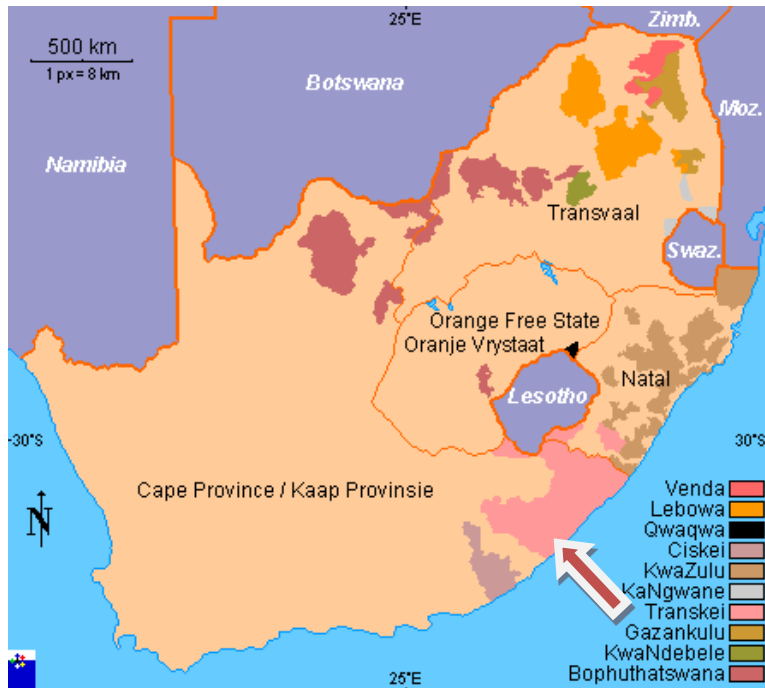 25°E
Zimb.
500 km
1 px = 8 km
Botswana
Moz.
Namibia
Transvaal
Swaz.
Orange Free State
Oranje Vrystaat
Natal
Lesotho
-30°S
30°S
Cape Province / Kaap Provinsie
N
Venda
Lebowa
Qwaqwa
Ciskei
KwaZulu
KaNgwane
Transkei
Gazankulu
KwaNdebele
Bophuthatswana
25°E